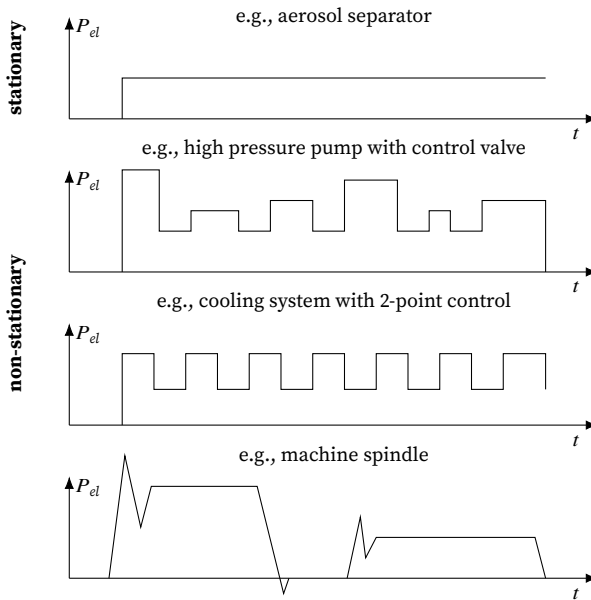 e.g., aerosol separator
stationary
P_el
t
e.g., high pressure pump with control valve
P_el
t
non-stationary
e.g., cooling system with 2-point control
P_el
t
e.g., machine spindle
P_el
t